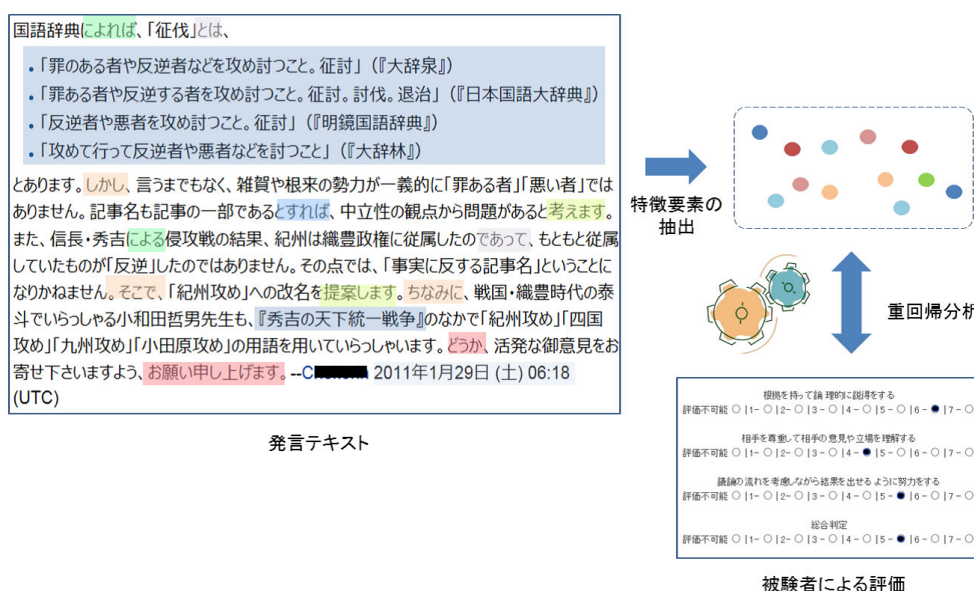 国語辞典によれば、「征伐」とは、
•「罪のある者や反逆者などを攻め討つこと。征討」(『大辞泉』)
•「罪ある者や反逆する者を攻め討つこと。征討。討伐。退治」(『日本国語大辞典』)
•「反逆者や悪者を攻め討つこと。征討」(『明鏡国語辞典』)
•「攻めて行って反逆者や悪者などを討つこと」(『大辞林』)
とあります。しかし、言うまでもなく、雑賀や根来の勢力が一義的に「罪ある者」「悪い者」では
ありません。記事名も記事の一部であるとすれば、中立性の観点から問題があると考えます。
また、信長・秀吉による侵攻戦の結果、紀州は織豊政権に従属したのであって、もともと従属
していたものが「反逆」したのではありません。その点では、「事実に反する記事名」ということに
なりかねません。そこで、「紀州攻め」への改名を提案します。ちなみに、戦国・織豊時代の泰
斗でいらっしゃる小和田哲男先生も、『秀吉の天下統一戦争』のなかで「紀州攻め」「四国
攻め」「九州攻め」「小田原攻め」の用語を用いていらっしゃいます。どうか、活発な御意見をお
寄せ下さいますよう、お願い申し上げます。--C 2011年1月29日 (土) 06:18
(UTC)
発言テキスト
特徴要素の
抽出
重回帰分析
根拠を持って論理的に説得をする
評価不可能 ○ |1- ○ |2- ○ |3 - ○ |4 - ○ |5 - ○ |6 - ● |7 - ○
相手を尊重して相手の意見や立場を理解する
評価不可能 ○ |1- ○ |2- ○ |3 - ○ |4 - ● |5 - ○ |6 - ○ |7 - ○
議論の流れを考慮しながら結果を出せるように努力をする
評価不可能 ○ |1- ○ |2- ○ |3 - ○ |4 - ○ |5 - ● |6 - ○ |7 - ○
総合判定
評価不可能 ○ |1- ○ |2- ○ |3 - ○ |4 - ○ |5 - ● |6 - ○ |7 - ○
被験者による評価